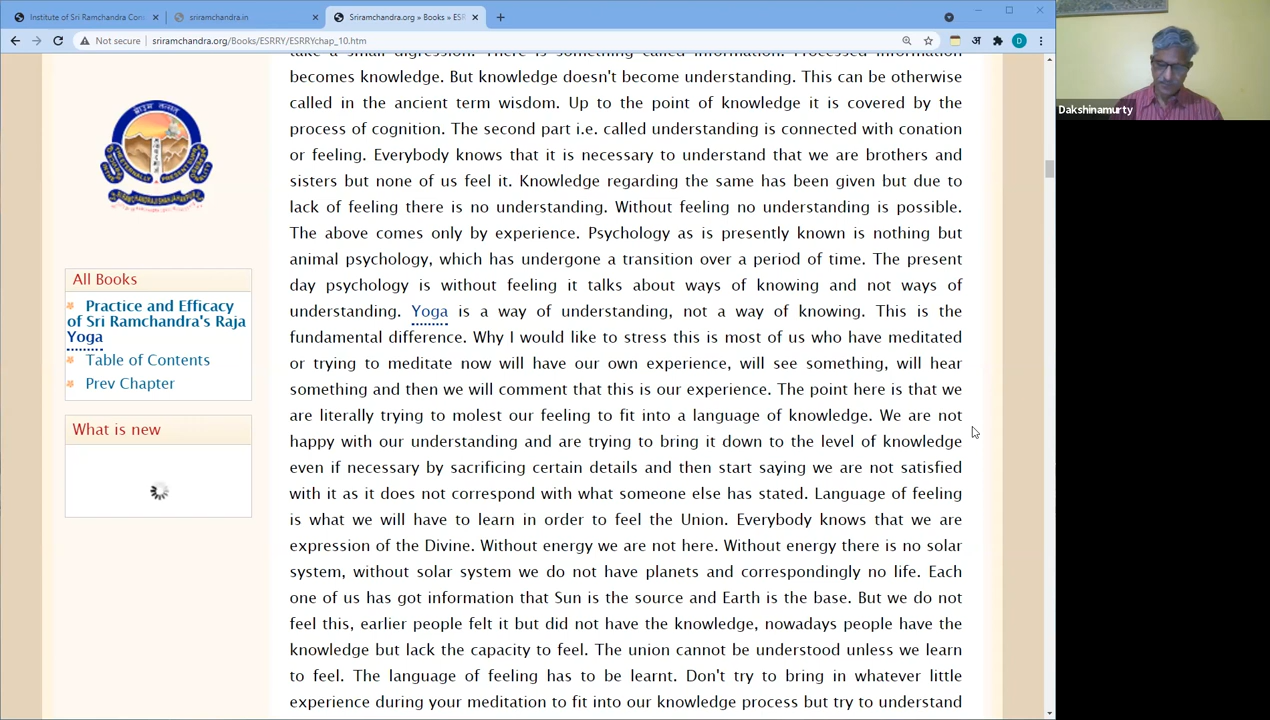 Institute of Sri Ramchandra Con
sriramchandra.in
Sriramchandra.org » Books » ESR
Not secure
sriramchandra.org/Books/ESRRY/ESRRYchap_10.htm
अ
D
take a small digression. There is something called information. Processed information
becomes knowledge. But knowledge doesn't become understanding. This can be otherwise
called in the ancient term wisdom. Up to the point of knowledge it is covered by the
process of cognition. The second part i.e. called understanding is connected with conation
or feeling. Everybody knows that it is necessary to understand that we are brothers and
sisters but none of us feel it. Knowledge regarding the same has been given but due to
lack of feeling there is no understanding. Without feeling no understanding is possible.
The above comes only by experience. Psychology as is presently known is nothing but
animal psychology, which has undergone a transition over a period of time. The present
day psychology is without feeling it talks about ways of knowing and not ways of
understanding. Yoga is a way of understanding, not a way of knowing. This is the
fundamental difference. Why I would like to stress this is most of us who have meditated
or trying to meditate now will have our own experience, will see something, will hear
something and then we will comment that this is our experience. The point here is that we
are literally trying to molest our feeling to fit into a language of knowledge. We are not
happy with our understanding and are trying to bring it down to the level of knowledge
even if necessary by sacrificing certain details and then start saying we are not satisfied
with it as it does not correspond with what someone else has stated. Language of feeling
is what we will have to learn in order to feel the Union. Everybody knows that we are
expression of the Divine. Without energy we are not here. Without energy there is no solar
system, without solar system we do not have planets and correspondingly no life. Each
one of us has got information that Sun is the source and Earth is the base. But we do not
feel this, earlier people felt it but did not have the knowledge, nowadays people have the
knowledge but lack the capacity to feel. The union cannot be understood unless we learn
to feel. The language of feeling has to be learnt. Don't try to bring in whatever little
experience during your meditation to fit into our knowledge process but try to understand
All Books
Practice and Efficacy
of Sri Ramchandra's Raja
Yoga
Table of Contents
Prev Chapter
What is new
Dakshinamurty